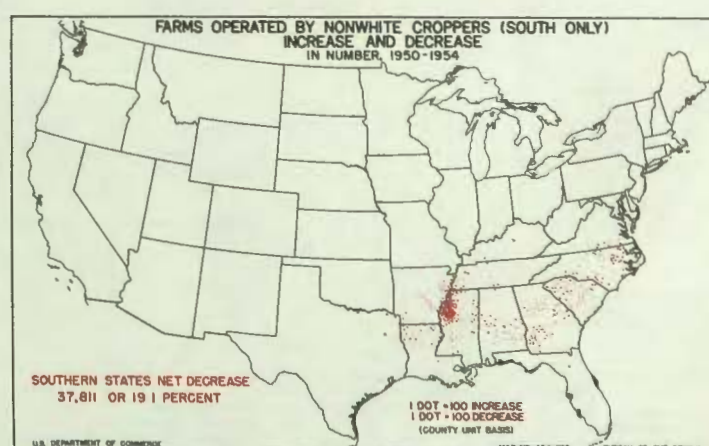 FARMS OPERATED BY NONWHITE CROPPERS (SOUTH ONLY)
INCREASE AND DECREASE
IN NUMBER, 1950-1954
SOUTHERN STATES NET DECREASE
37,811 OR 19.1 PERCENT
1 DOT = 100 INCREASE
1 DOT = 100 DECREASE
(COUNTY UNIT BASIS)
U.S. DEPARTMENT OF COMMERCE